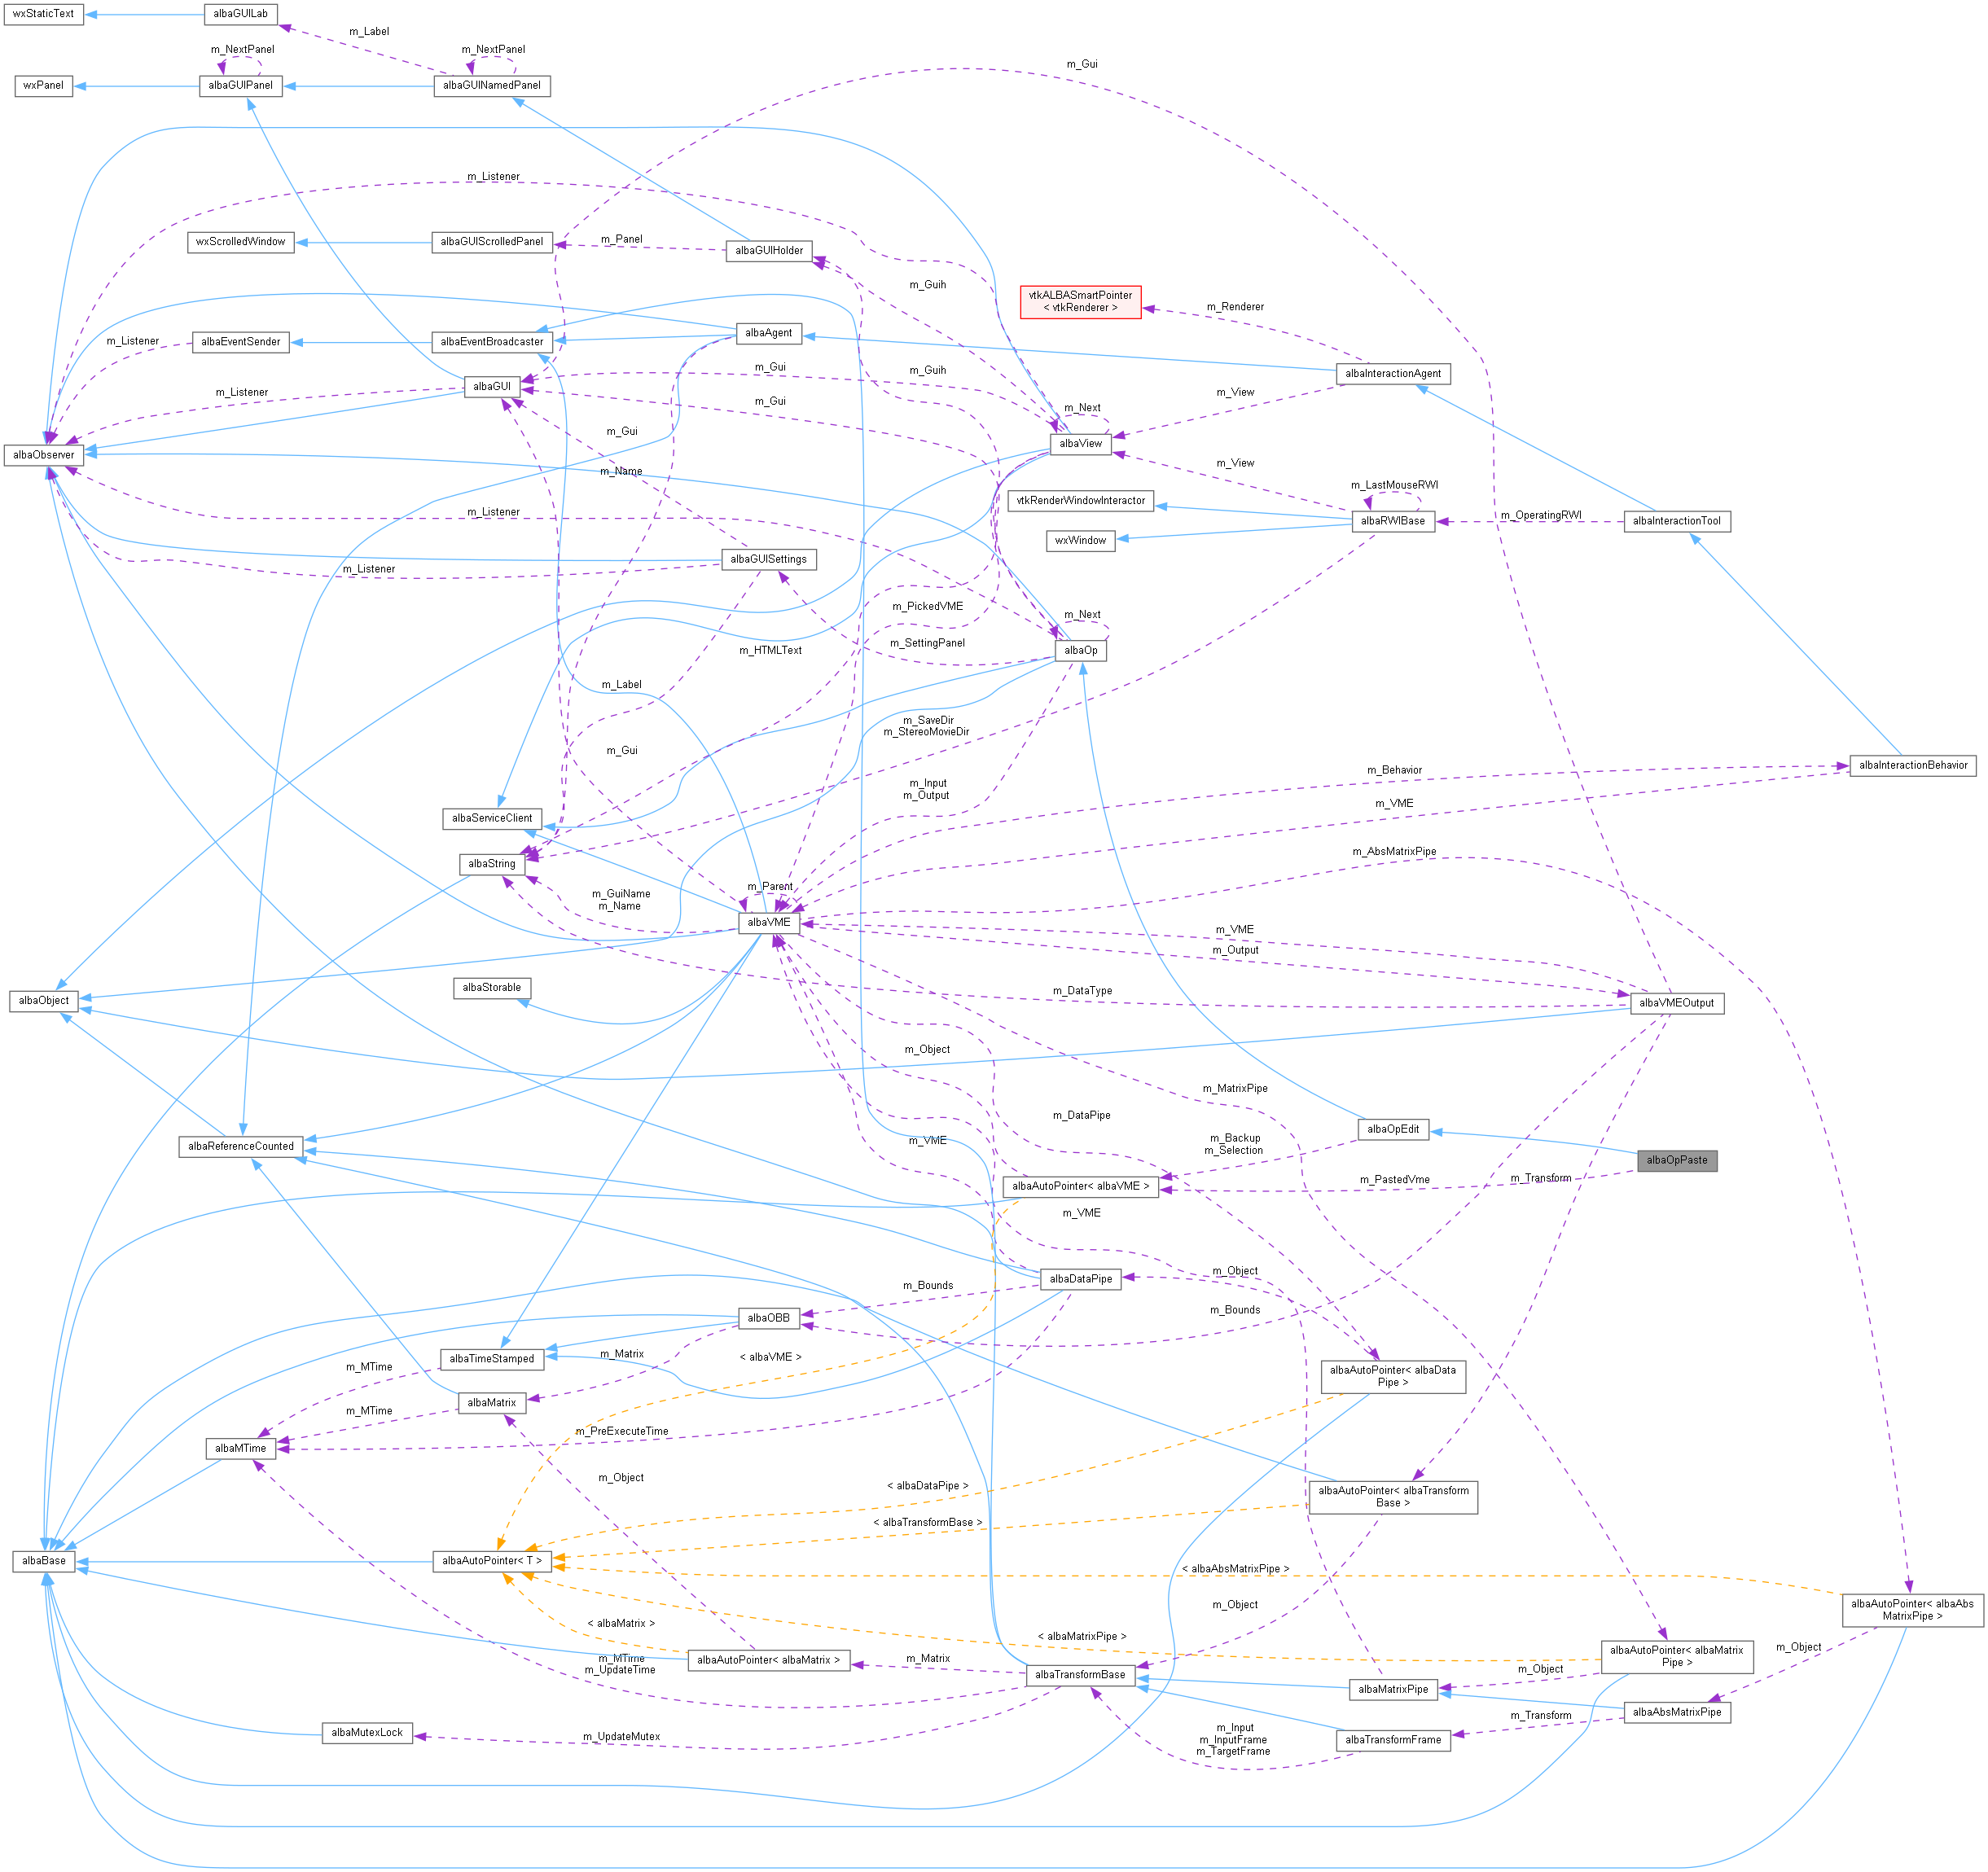 wxStaticText
albaGUILab
m_Label
m_NextPanel
m_NextPanel
m_Gui
wxPanel
albaGUIPanel
albaGUINamedPanel
m_Listener
wxScrolledWindow
albaGUIScrolledPanel
m_Panel
albaGUIHolder
m_Guih
vtkALBASmartPointer
< vtkRenderer >
m_Renderer
m_Listener
albaEventSender
albaEventBroadcaster
albaAgent
m_Gui
m_Guih
albaInteractionAgent
m_Listener
albaGUI
m_View
m_Gui
m_Next
m_Gui
albaObserver
albaView
m_View
m_Name
m_LastMouseRWI
vtkRenderWindowInteractor
m_Listener
albaRWIBase
m_OperatingRWI
albaInteractionTool
wxWindow
albaGUISettings
m_Listener
m_PickedVME
m_Next
m_SettingPanel
m_HTMLText
albaOp
m_Label
m_SaveDir
m_StereoMovieDir
m_Gui
albaInteractionBehavior
m_Behavior
m_Input
m_Output
m_VME
albaServiceClient
m_AbsMatrixPipe
albaString
m_Parent
m_GuiName
m_Name
albaVME
m_VME
m_Output
albaStorable
m_DataType
albaObject
albaVMEOutput
m_Object
m_MatrixPipe
m_DataPipe
albaOpEdit
albaReferenceCounted
m_VME
m_Backup
m_Selection
albaOpPaste
albaAutoPointer< albaVME >
m_PastedVme
m_Transform
m_VME
m_Object
albaDataPipe
m_Bounds
m_Bounds
albaOBB
albaTimeStamped
m_Matrix
< albaVME >
m_MTime
albaAutoPointer< albaData
Pipe >
albaMatrix
m_MTime
m_PreExecuteTime
albaMTime
m_Object
< albaDataPipe >
albaAutoPointer< albaTransform
Base >
< albaTransformBase >
albaBase
albaAutoPointer< T >
< albaAbsMatrixPipe >
m_Object
albaAutoPointer< albaAbs
MatrixPipe >
< albaMatrix >
< albaMatrixPipe >
m_Object
albaAutoPointer< albaMatrix
Pipe >
albaAutoPointer< albaMatrix >
m_MTime
m_UpdateTime
m_Matrix
albaTransformBase
m_Object
albaMatrixPipe
albaAbsMatrixPipe
m_Transform
albaMutexLock
m_UpdateMutex
m_Input
m_InputFrame
m_TargetFrame
albaTransformFrame